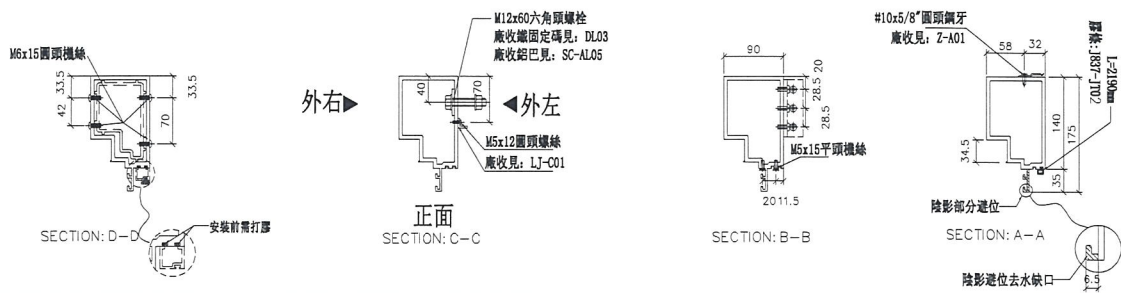 M6x15圓頭機絲
33.5
42
33.5
70
安裝前需打膠
SECTION: D-D
M12x60六角頭螺栓
廠收鐵固定碼見: DL03
廠收鋁巴見: SC-AL05
外右
40
70
外左
M5x12圓頭螺絲
廠收見: LJ-C01
正面
SECTION: C-C
90
20
28.5
28.5
M5x15平頭機絲
2011.5
SECTION: B-B
#10x5/8"圓頭鋼牙
廠收見: Z-A01
58
32
膠條: J837-JT02
L=2190mm
140
175
34.5
35
陰影部分避位
SECTION: A-A
陰影避位去水缺口
6.5